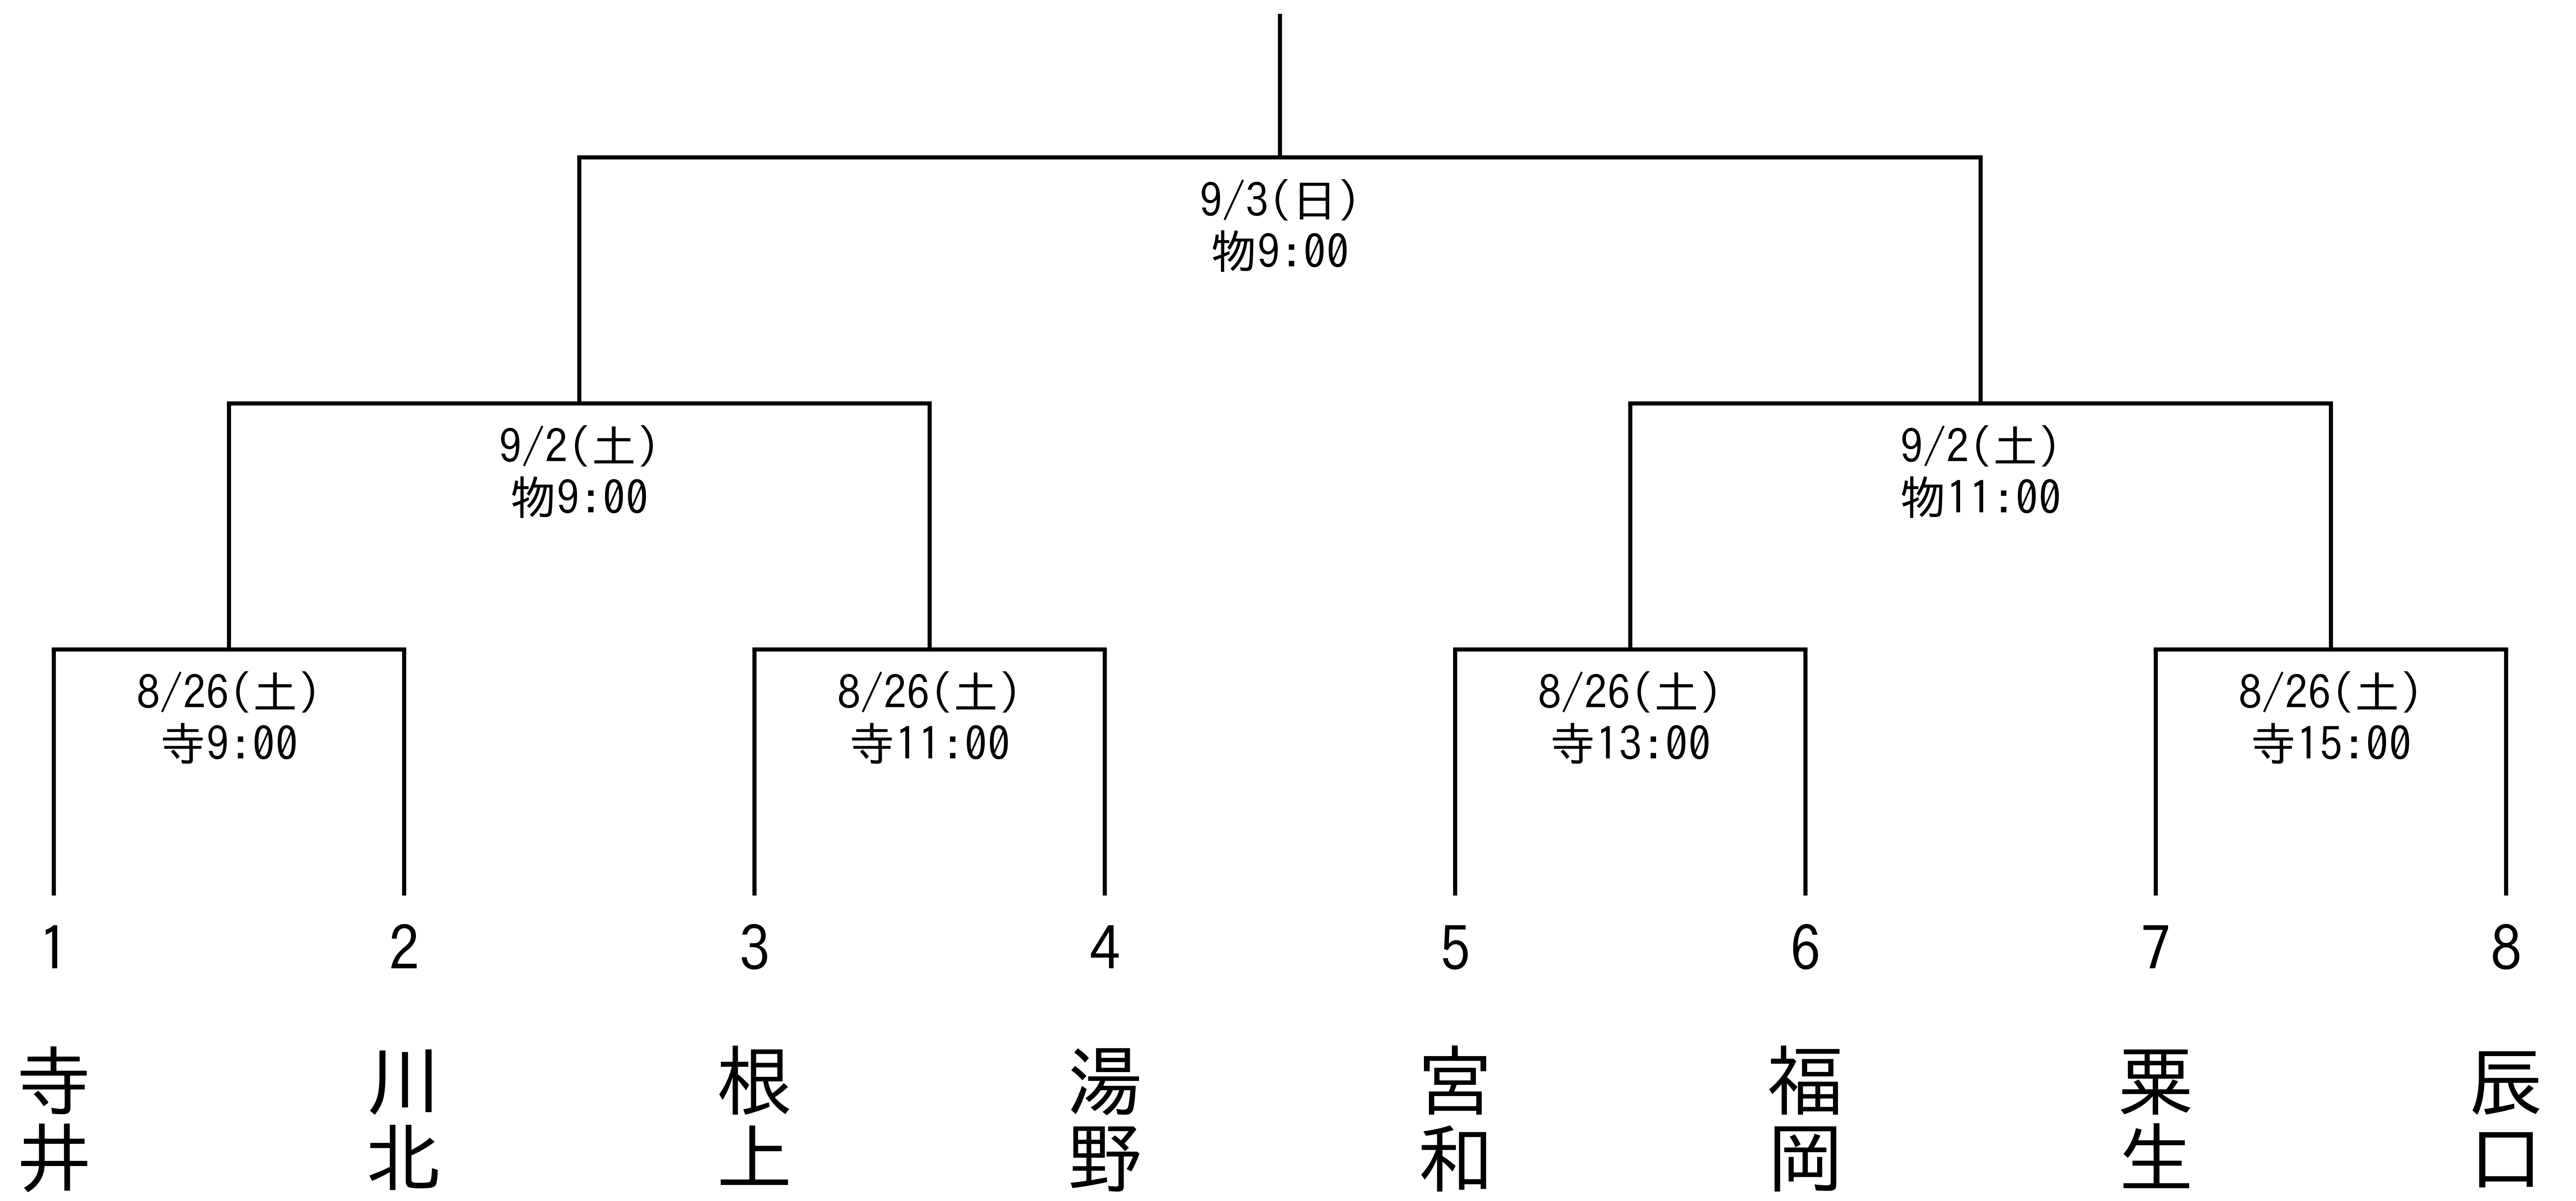 9/3(日)
物9:00
9/2(土)
物9:00
9/2(土)
物11:00
8/26(土)
寺9:00
8/26(土)
寺11:00
8/26(土)
寺13:00
8/26(土)
寺15:00
1
2
3
4
5
6
7
8
寺井
川北
根上
湯野
宮和
福岡
粟生
辰口